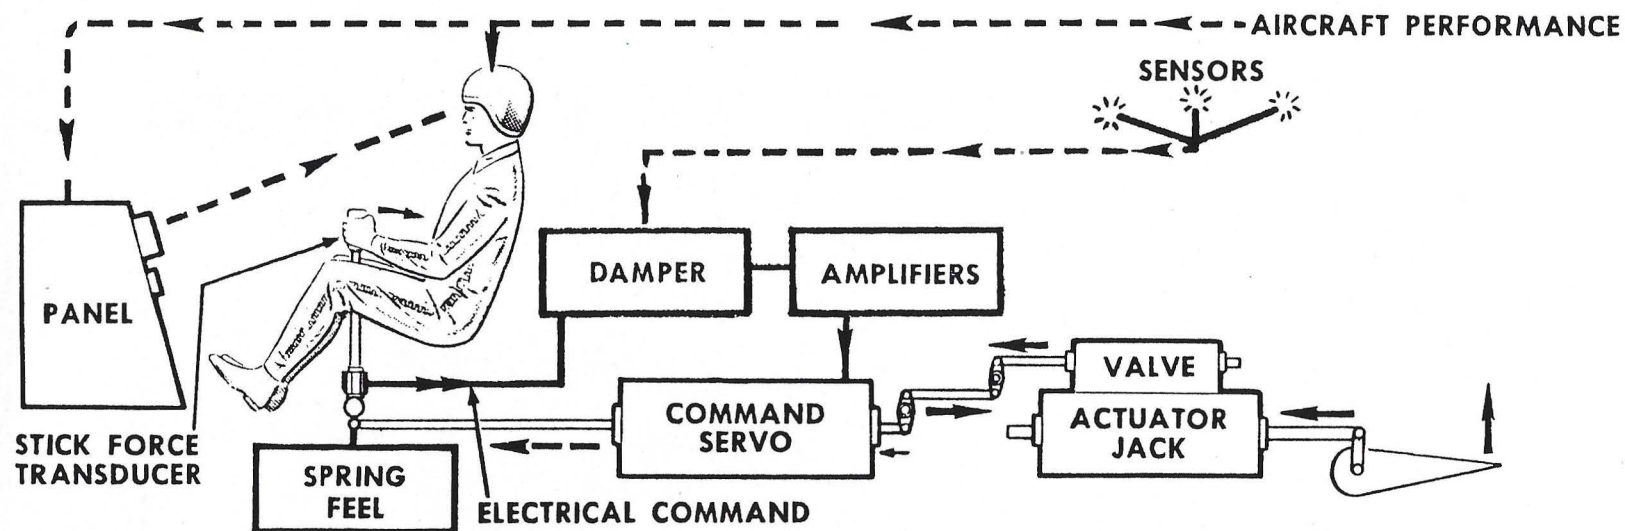 AIRCRAFT PERFORMANCE
SENSORS
PANEL
DAMPER
AMPLIFIERS
VALVE
ACTUATOR
JACK
COMMAND
SERVO
STICK FORCE
TRANSDUCER
SPRING
FEEL
ELECTRICAL COMMAND